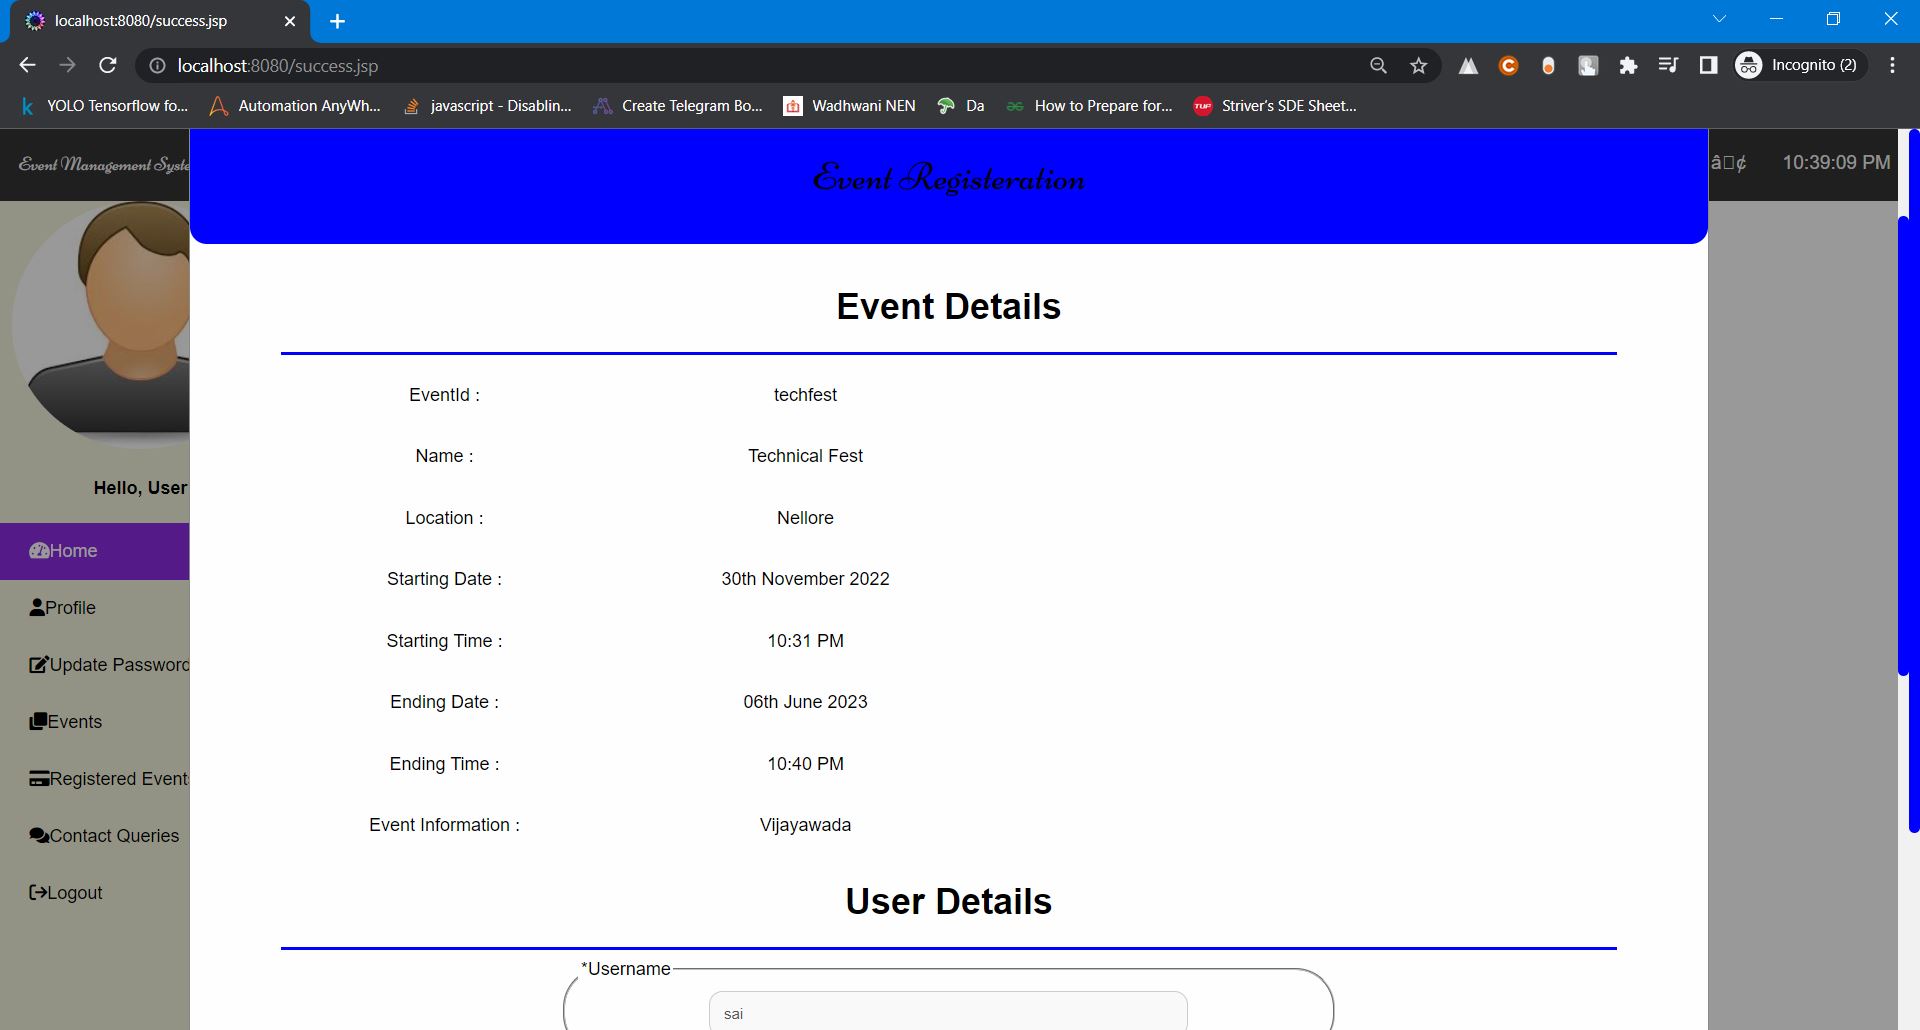 localhost:8080/success.jsp
localhost:8080/success.jsp
Incognito (2)
YOLO Tensorflow fo...
Automation AnyWh...
javascript - Disablin...
Create Telegram Bo...
Wadhwani NEN
Da
How to Prepare for...
TUF
Striver's SDE Sheet...
Event Management Syste
Event Registeration
10:39:09 PM
Hello, User
Home
Profile
Update Password
Events
Registered Event
Contact Queries
Logout
Event Details
EventId : techfest
Name : Technical Fest
Location : Nellore
Starting Date : 30th November 2022
Starting Time : 10:31 PM
Ending Date : 06th June 2023
Ending Time : 10:40 PM
Event Information : Vijayawada
User Details
*Username
sai